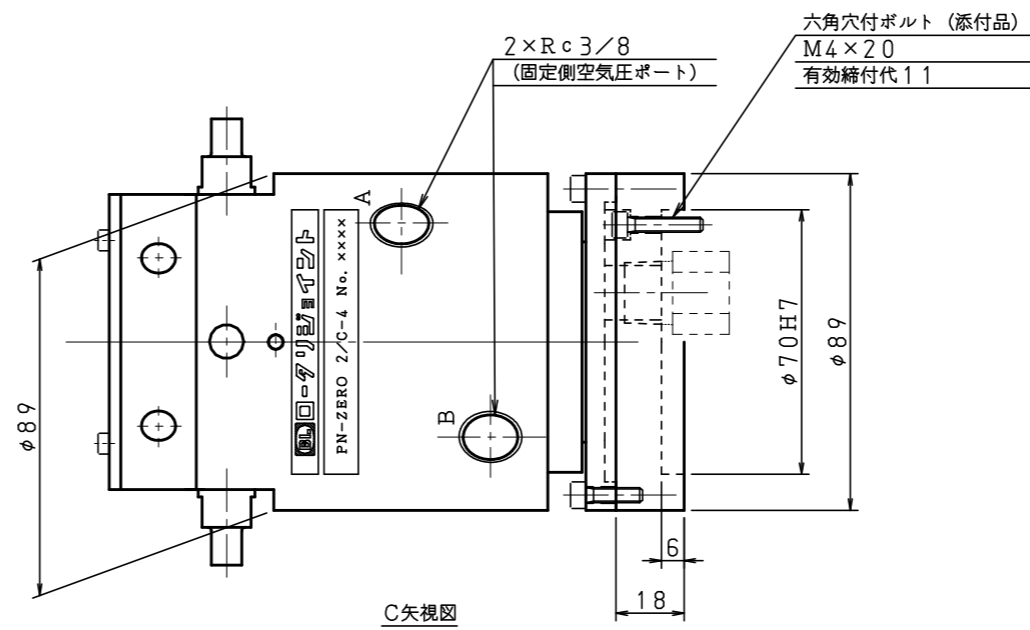 六角穴付ボルト (添付品)
M4×20
有効締付代11
2×Rc3/8
(固定側空気圧ポート)
A
BL ロータリジョイント
PN-ZERO 2/C-4 No. ××××
B
φ89
φ70H7
φ89
6
18
C矢視図